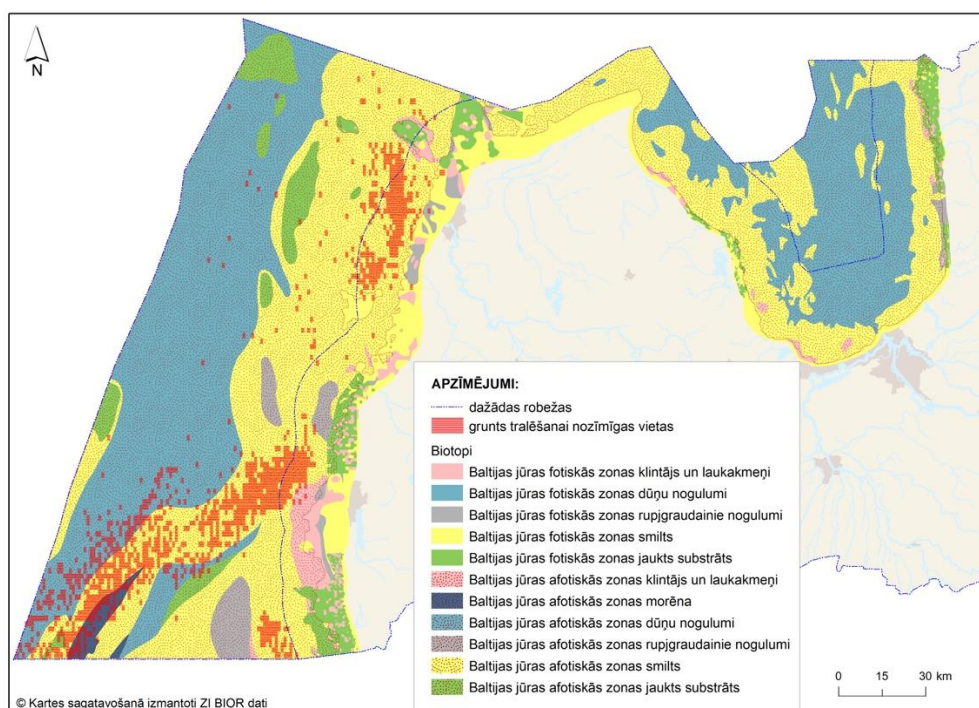 N
APZĪMĒJUMI:
dažādas robežas
grunts tralēšanai nozīmīgas vietas
Biotopi
Baltijas jūras fotiskās zonas klintājs un laukakmeņi
Baltijas jūras fotiskās zonas dūņu nogulumi
Baltijas jūras fotiskās zonas rupjgraudainie nogulumi
Baltijas jūras fotiskās zonas smilts
Baltijas jūras fotiskās zonas jaukts substrāts
Baltijas jūras afotiskās zonas klintājs un laukakmeņi
Baltijas jūras afotiskās zonas morēna
Baltijas jūras afotiskās zonas dūņu nogulumi
Baltijas jūras afotiskās zonas rupjgraudainie nogulumi
Baltijas jūras afotiskās zonas smilts
Baltijas jūras afotiskās zonas jaukts substrāts
0 15 30 km
© Kartes sagatavošanā izmantoti ZI BIOR dati